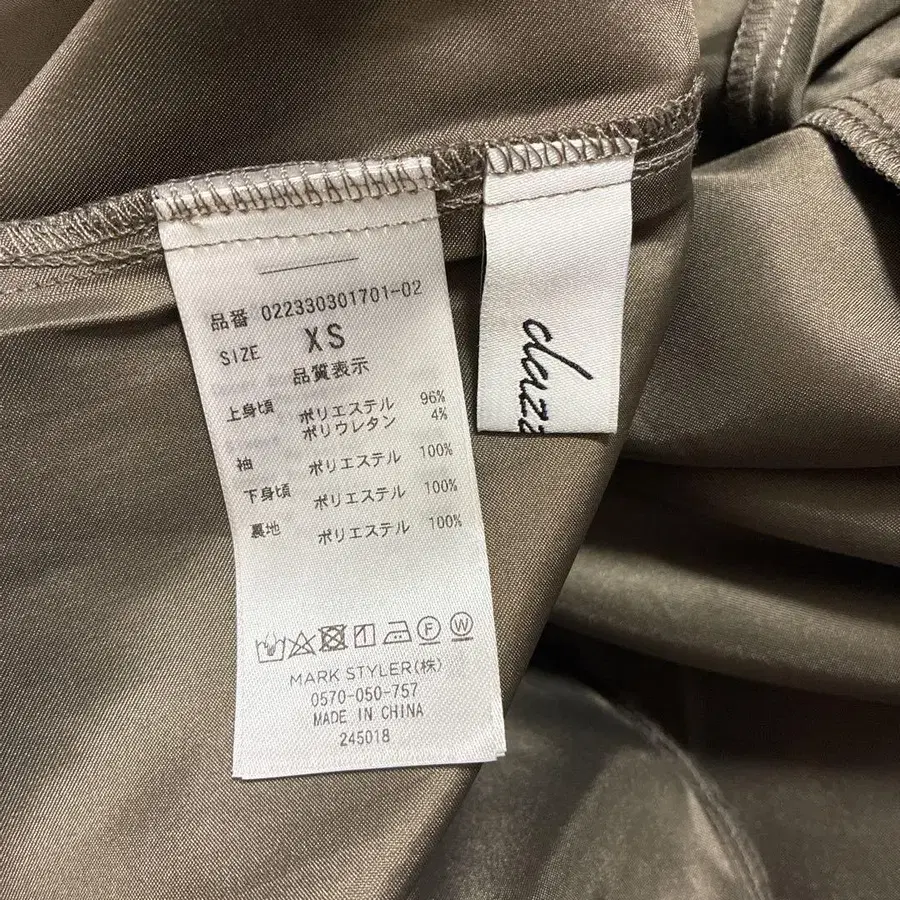 品番 022330301701-02
SIZE XS
品質表示
上身頃 ポリエステル 96%
ポリウレタン 4%
袖 ポリエステル 100%
下身頃 ポリエステル 100%
裏地 ポリエステル 100%
F W
MARK STYLER(株)
0570-050-757
MADE IN CHINA
245018
dazz